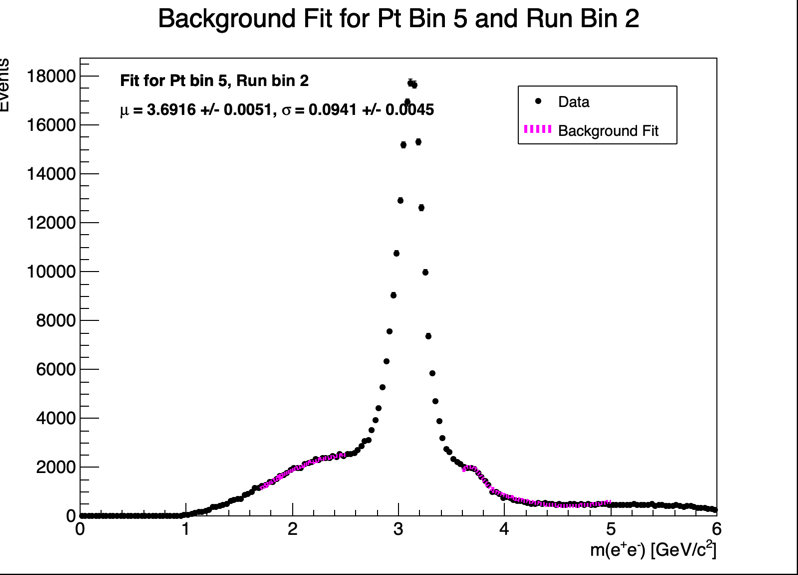 Background Fit for Pt Bin 5 and Run Bin 2
Events
18000
16000
14000
12000
10000
8000
6000
4000
2000
0
Fit for Pt bin 5, Run bin 2
μ = 3.6916 +/- 0.0051, σ = 0.0941 +/- 0.0045
Data
Background Fit
0 1 2 3 4 5 6
m(e⁺e⁻) [GeV/c²]